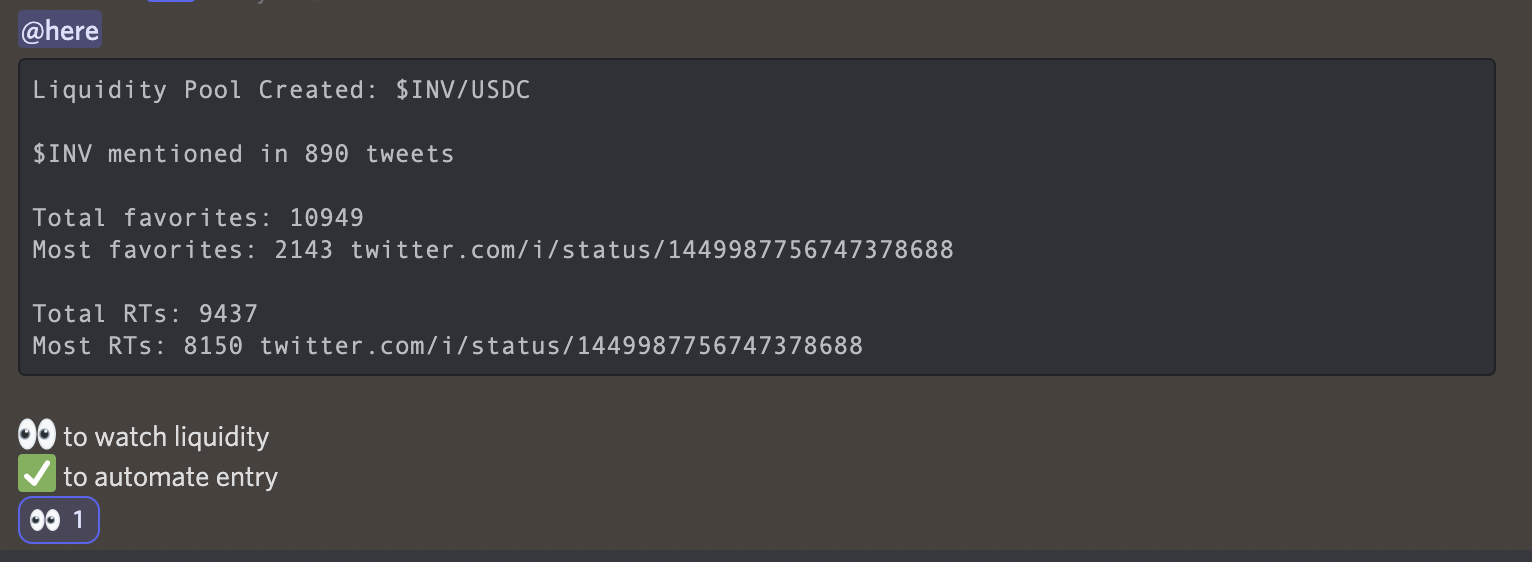 @here
Liquidity Pool Created: $INV/USDC
$INV mentioned in 890 tweets
Total favorites: 10949
Most favorites: 2143 twitter.com/i/status/1449987756747378688
Total RTs: 9437
Most RTs: 8150 twitter.com/i/status/1449987756747378688
👀 to watch liquidity
✅ to automate entry
👀 1